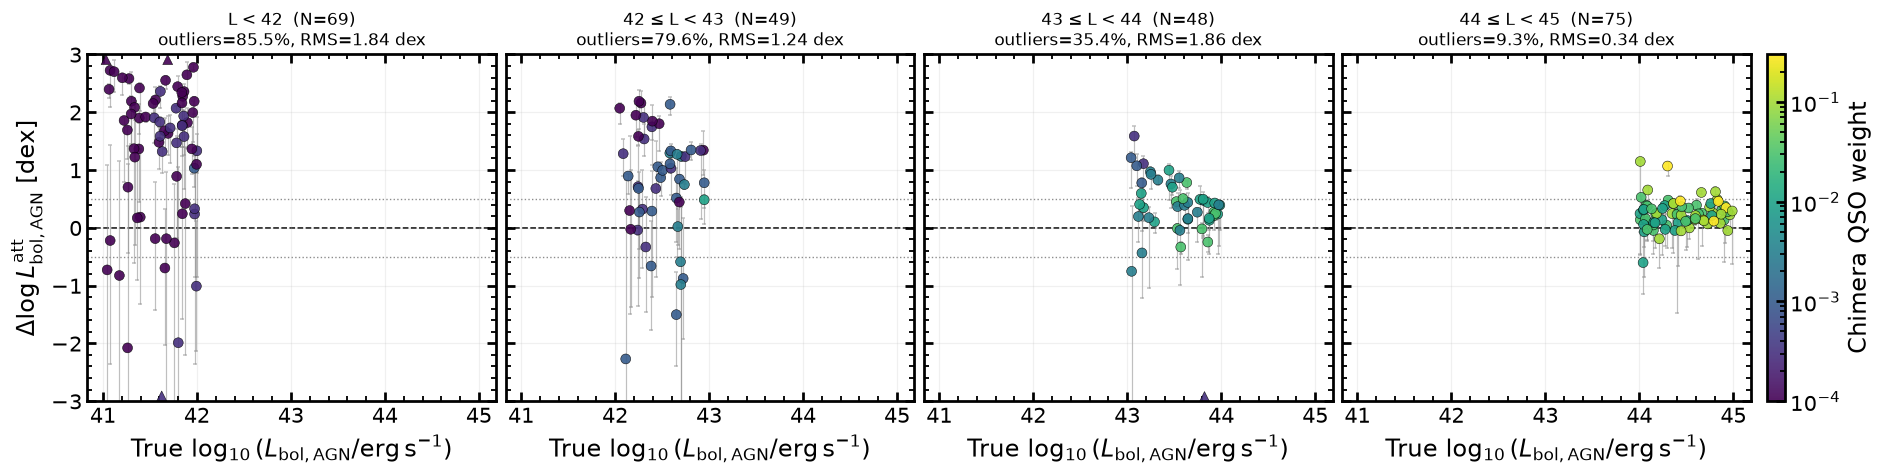 L < 42 (N=69)
outliers=85.5%, RMS=1.84 dex
42 ≤ L < 43 (N=49)
outliers=79.6%, RMS=1.24 dex
43 ≤ L < 44 (N=48)
outliers=35.4%, RMS=1.86 dex
44 ≤ L < 45 (N=75)
outliers=9.3%, RMS=0.34 dex
Δlog L^att_bol, AGN [dex]
3
2
1
0
−1
−2
−3
41 42 43 44 45
41 42 43 44 45
41 42 43 44 45
41 42 43 44 45
True log₁₀ (L_bol, AGN/erg s⁻¹)
True log₁₀ (L_bol, AGN/erg s⁻¹)
True log₁₀ (L_bol, AGN/erg s⁻¹)
True log₁₀ (L_bol, AGN/erg s⁻¹)
10⁻¹
10⁻²
10⁻³
10⁻⁴
Chimera QSO weight